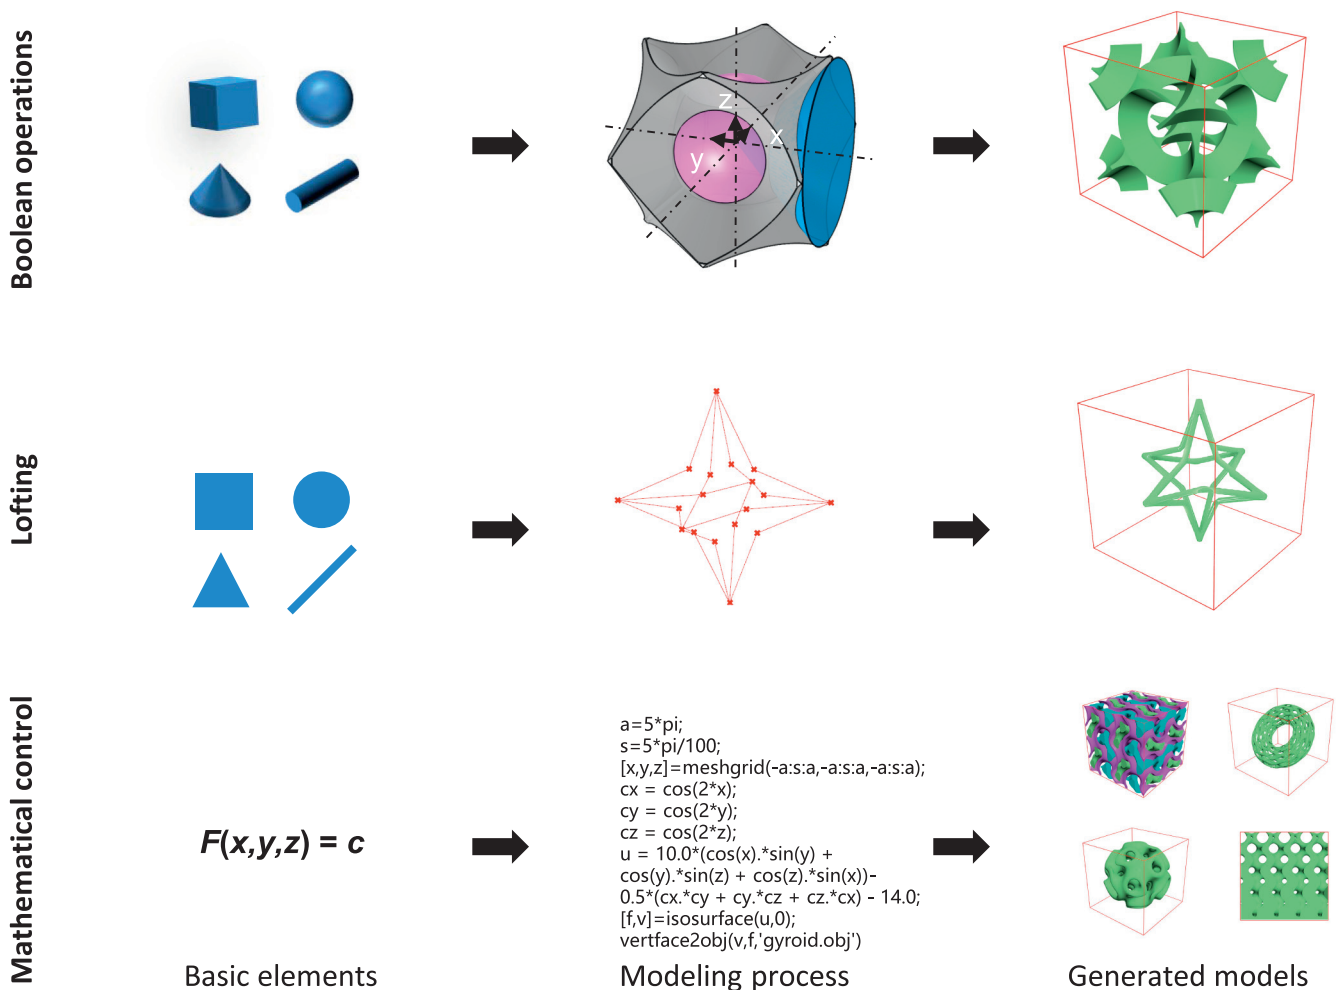 Boolean operations
z
x
y
Lofting
Mathematical control
F(x,y,z) = c
a=5*pi;
s=5*pi/100;
[x,y,z]=meshgrid(-a:s:a,-a:s:a,-a:s:a);
cx = cos(2*x);
cy = cos(2*y);
cz = cos(2*z);
u = 10.0*(cos(x).*sin(y) +
cos(y).*sin(z) + cos(z).*sin(x))-
0.5*(cx.*cy + cy.*cz + cz.*cx) - 14.0;
[f,v]=isosurface(u,0);
vertface2obj(v,f,'gyroid.obj')
Basic elements
Modeling process
Generated models